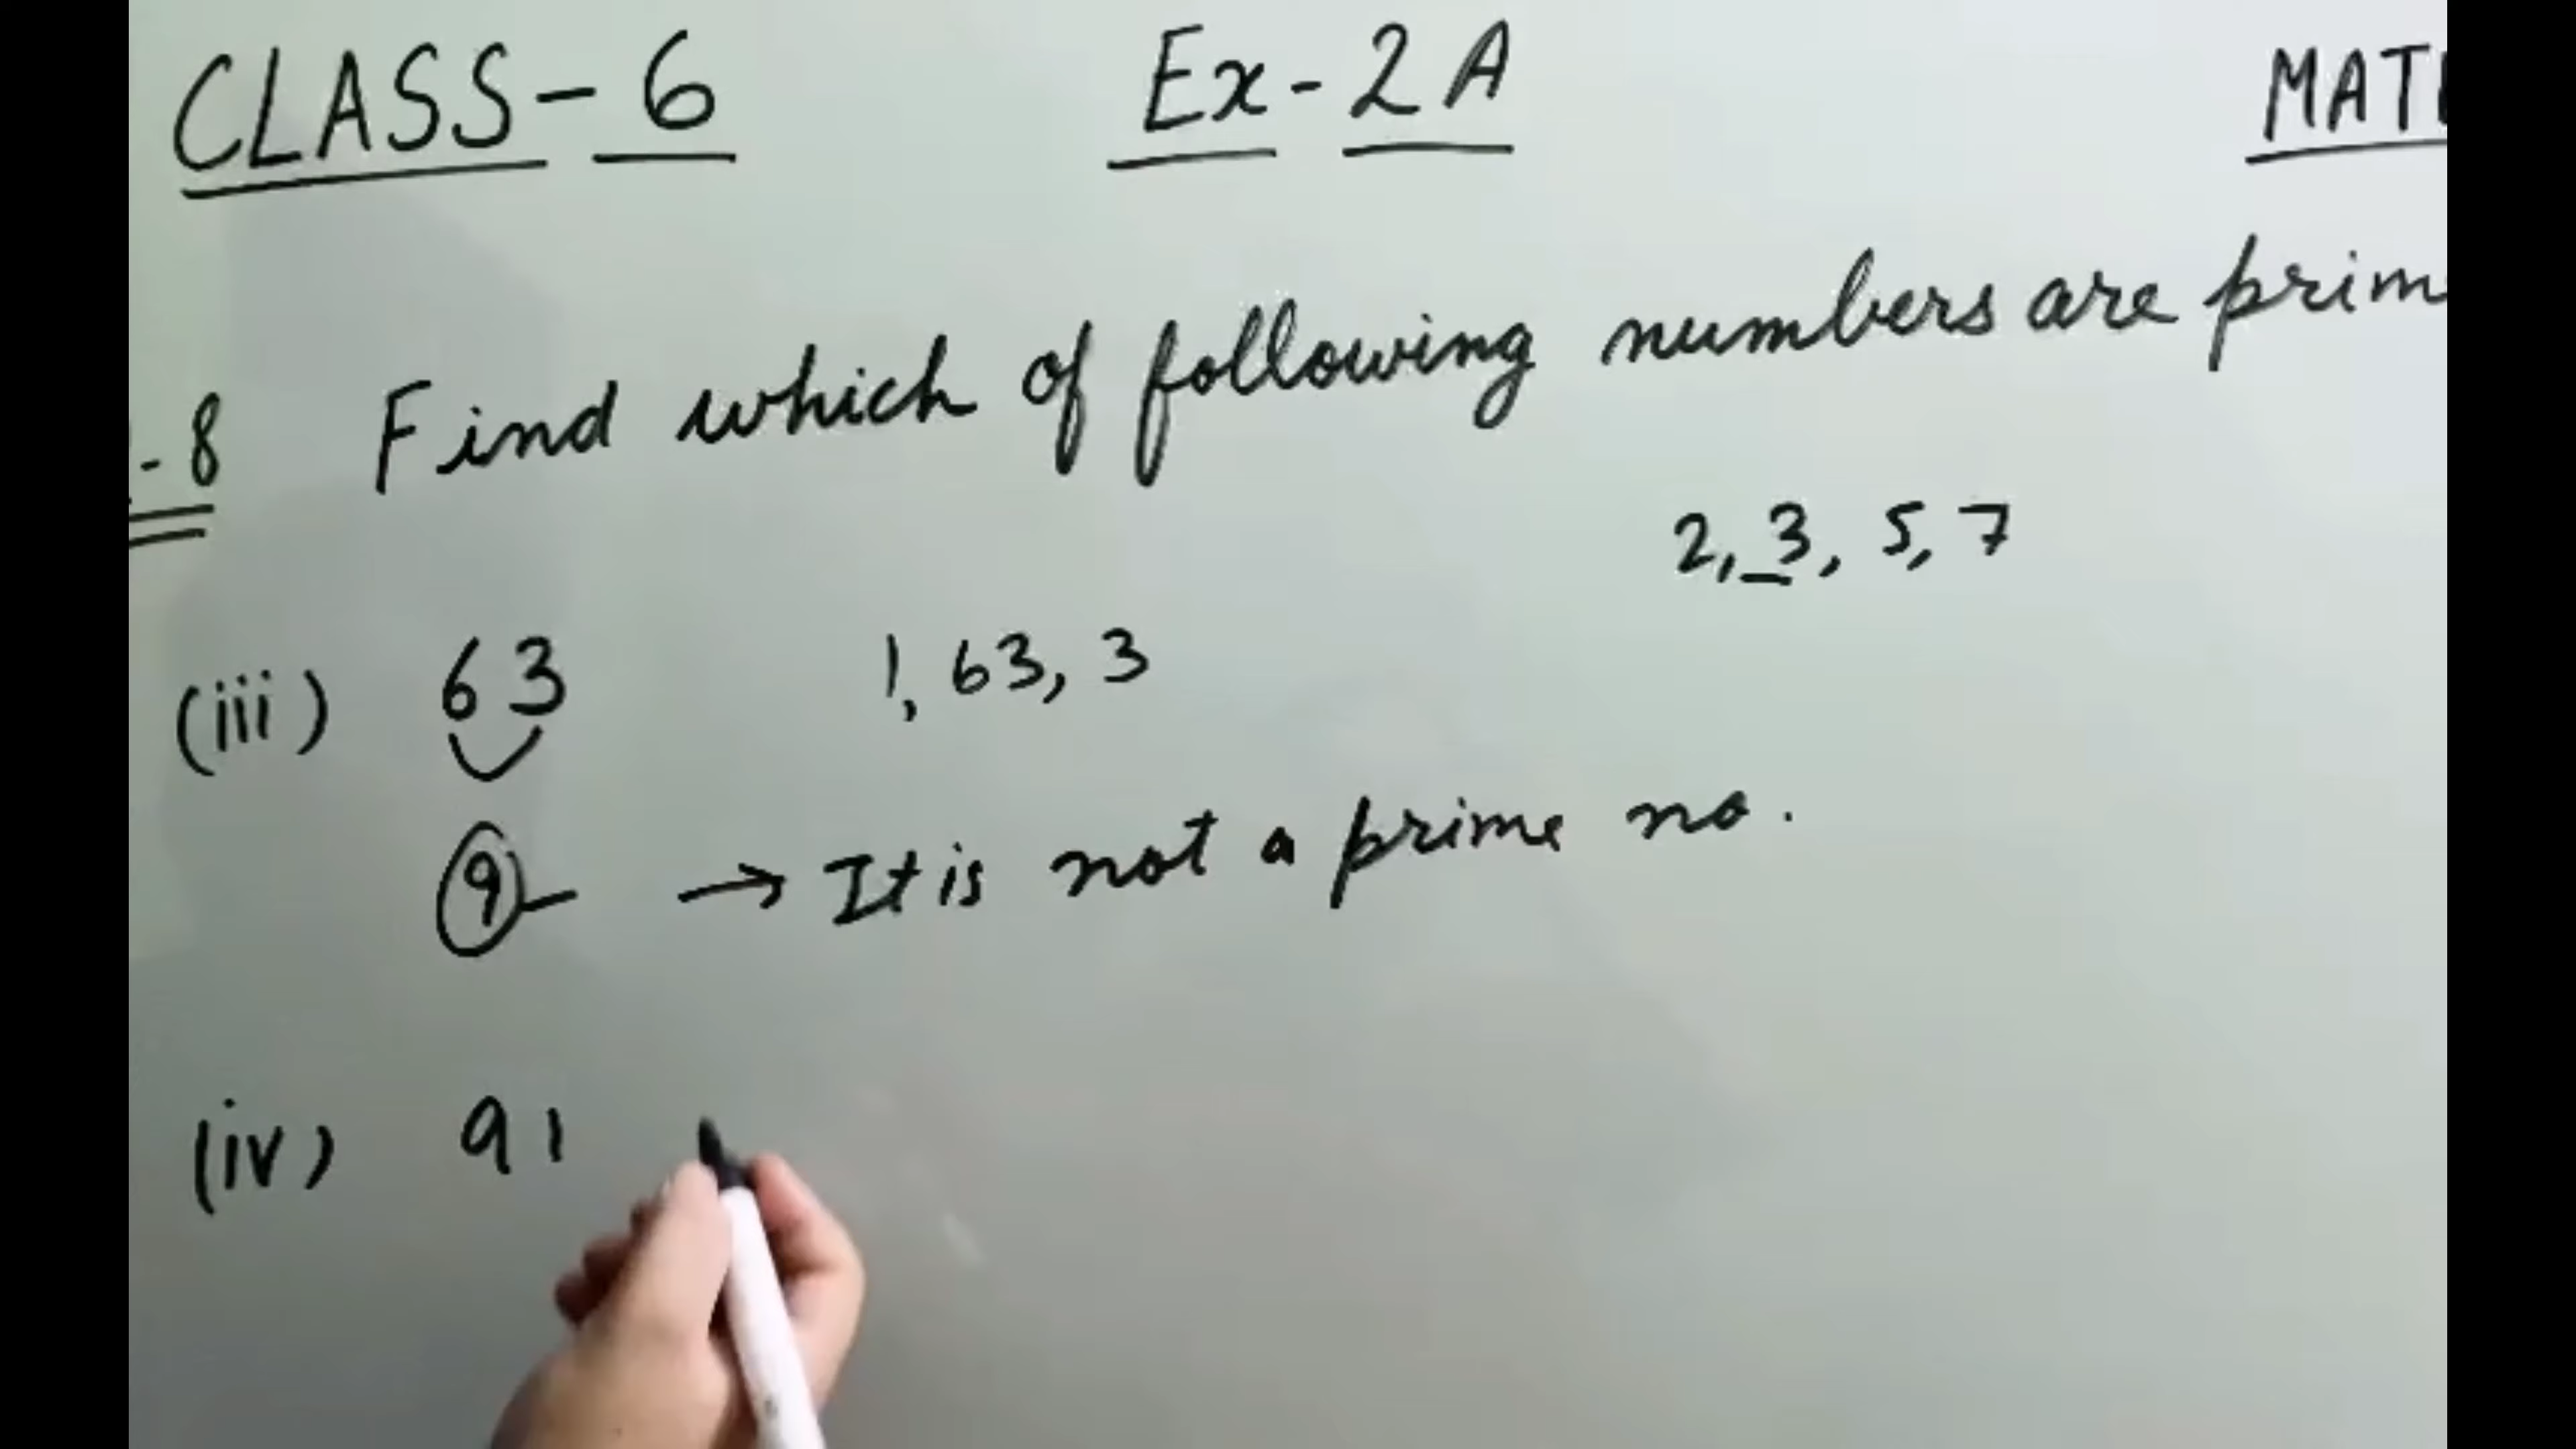 CLASS-6 Ex-2A MAT
-8 Find which of following numbers are prim
2, 3, 5, 7
(iii) 63 1, 63, 3
9 → It is not a prime no.
(iv) 91